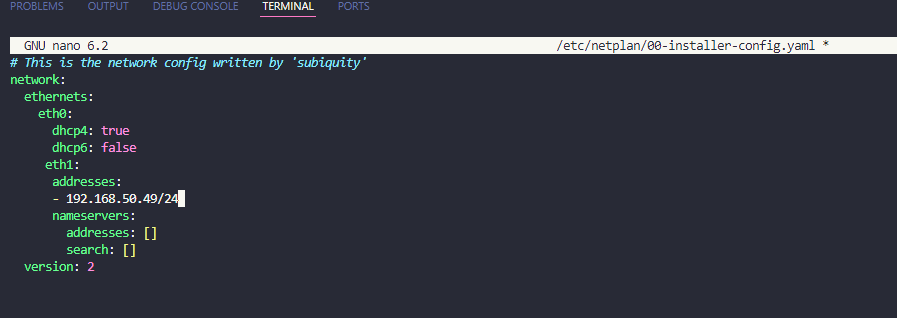 PROBLEMS OUTPUT DEBUG CONSOLE TERMINAL PORTS
GNU nano 6.2 /etc/netplan/00-installer-config.yaml *
# This is the network config written by 'subiquity'
network:
  ethernets:
    eth0:
      dhcp4: true
      dhcp6: false
     eth1:
      addresses:
      - 192.168.50.49/24
      nameservers:
        addresses: []
        search: []
  version: 2